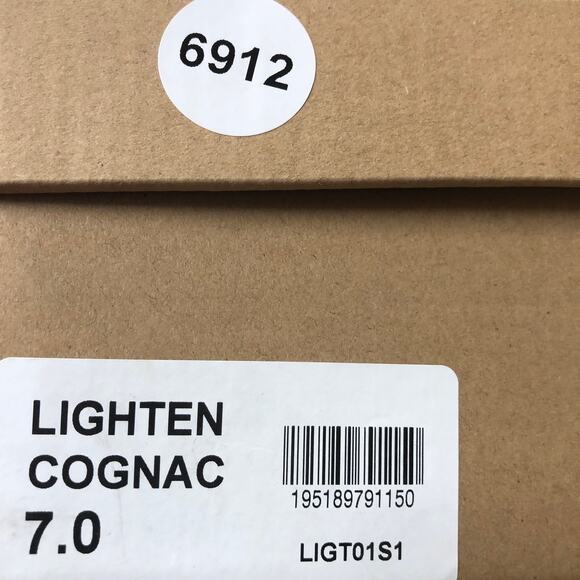 6912
LIGHTEN
COGNAC
7.0
195189791150
LIGT01S1